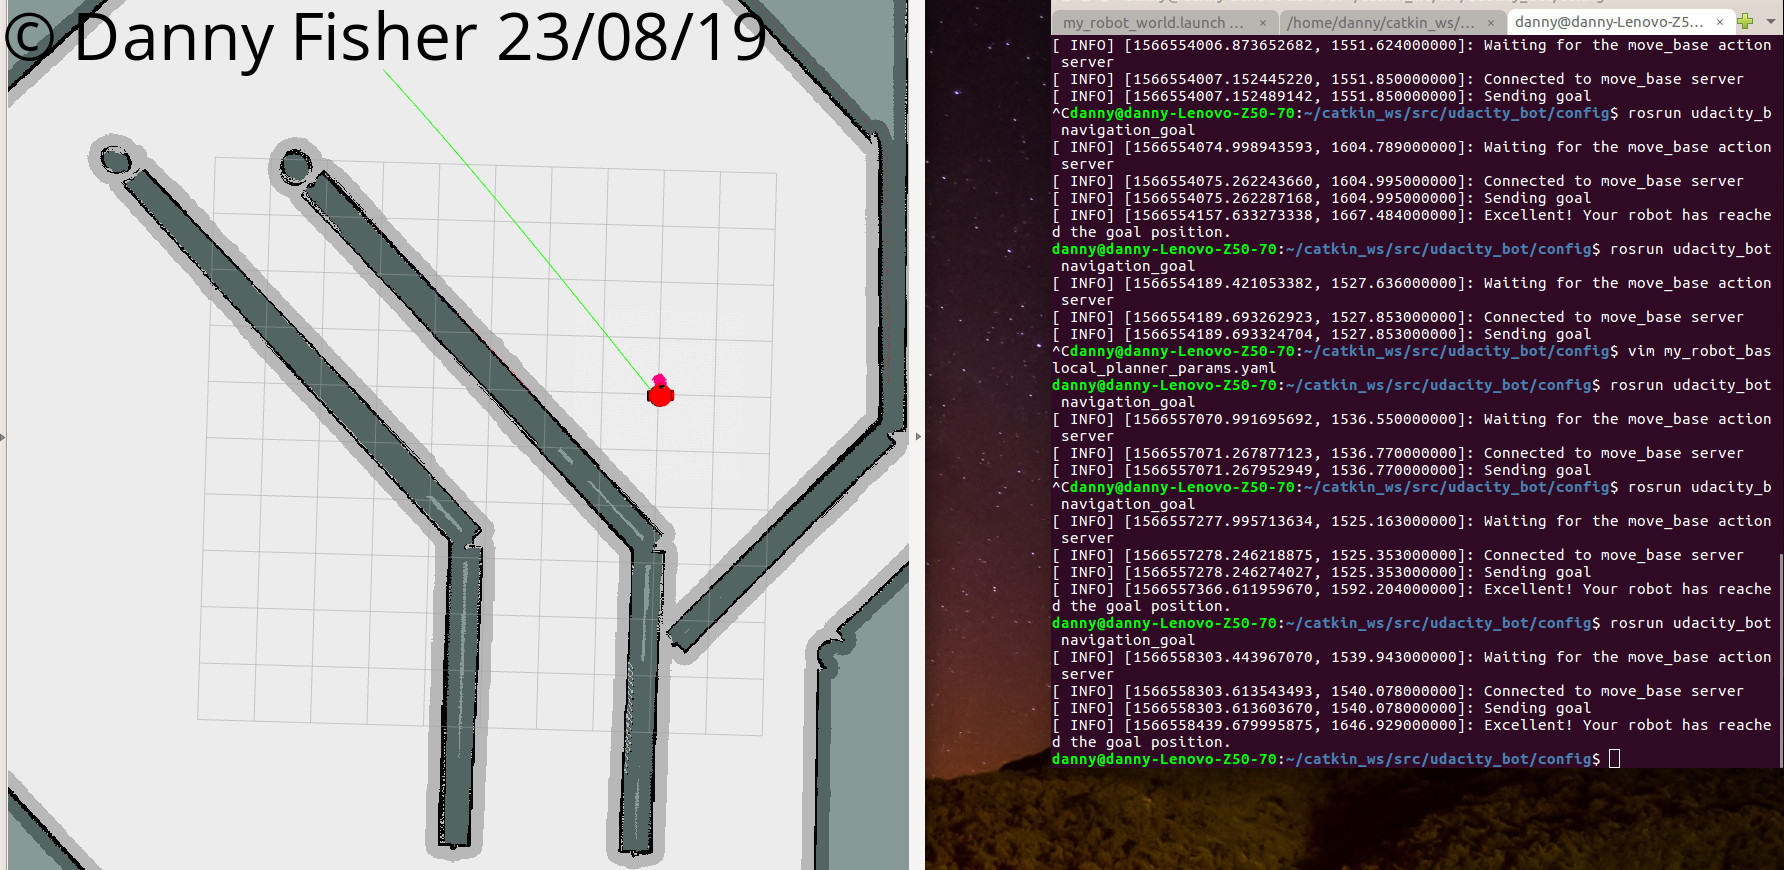 © Danny Fisher 23/08/19
my_robot_world.launch ... × /home/danny/catkin_ws/... × danny@danny-Lenovo-Z5... ×
[ INFO] [1566554006.873652682, 1551.624000000]: Waiting for the move_base action
server
[ INFO] [1566554007.152445220, 1551.850000000]: Connected to move_base server
[ INFO] [1566554007.152489142, 1551.850000000]: Sending goal
^Cdanny@danny-Lenovo-Z50-70:~/catkin_ws/src/udacity_bot/config$ rosrun udacity_b
navigation_goal
[ INFO] [1566554074.998943593, 1604.789000000]: Waiting for the move_base action
server
[ INFO] [1566554075.262243660, 1604.995000000]: Connected to move_base server
[ INFO] [1566554075.262287168, 1604.995000000]: Sending goal
[ INFO] [1566554157.633273338, 1667.484000000]: Excellent! Your robot has reache
d the goal position.
danny@danny-Lenovo-Z50-70:~/catkin_ws/src/udacity_bot/config$ rosrun udacity_bot
navigation_goal
[ INFO] [1566554189.421053382, 1527.636000000]: Waiting for the move_base action
server
[ INFO] [1566554189.693262923, 1527.853000000]: Connected to move_base server
[ INFO] [1566554189.693324704, 1527.853000000]: Sending goal
^Cdanny@danny-Lenovo-Z50-70:~/catkin_ws/src/udacity_bot/config$ vim my_robot_bas
local_planner_params.yaml
danny@danny-Lenovo-Z50-70:~/catkin_ws/src/udacity_bot/config$ rosrun udacity_bot
navigation_goal
[ INFO] [1566557070.991695692, 1536.550000000]: Waiting for the move_base action
server
[ INFO] [1566557071.267877123, 1536.770000000]: Connected to move_base server
[ INFO] [1566557071.267952949, 1536.770000000]: Sending goal
^Cdanny@danny-Lenovo-Z50-70:~/catkin_ws/src/udacity_bot/config$ rosrun udacity_b
navigation_goal
[ INFO] [1566557277.995713634, 1525.163000000]: Waiting for the move_base action
server
[ INFO] [1566557278.246218875, 1525.353000000]: Connected to move_base server
[ INFO] [1566557278.246274027, 1525.353000000]: Sending goal
[ INFO] [1566557366.611959670, 1592.204000000]: Excellent! Your robot has reache
d the goal position.
danny@danny-Lenovo-Z50-70:~/catkin_ws/src/udacity_bot/config$ rosrun udacity_bot
navigation_goal
[ INFO] [1566558303.443967070, 1539.943000000]: Waiting for the move_base action
server
[ INFO] [1566558303.613543493, 1540.078000000]: Connected to move_base server
[ INFO] [1566558303.613603670, 1540.078000000]: Sending goal
[ INFO] [1566558439.679995875, 1646.929000000]: Excellent! Your robot has reache
d the goal position.
danny@danny-Lenovo-Z50-70:~/catkin_ws/src/udacity_bot/config$